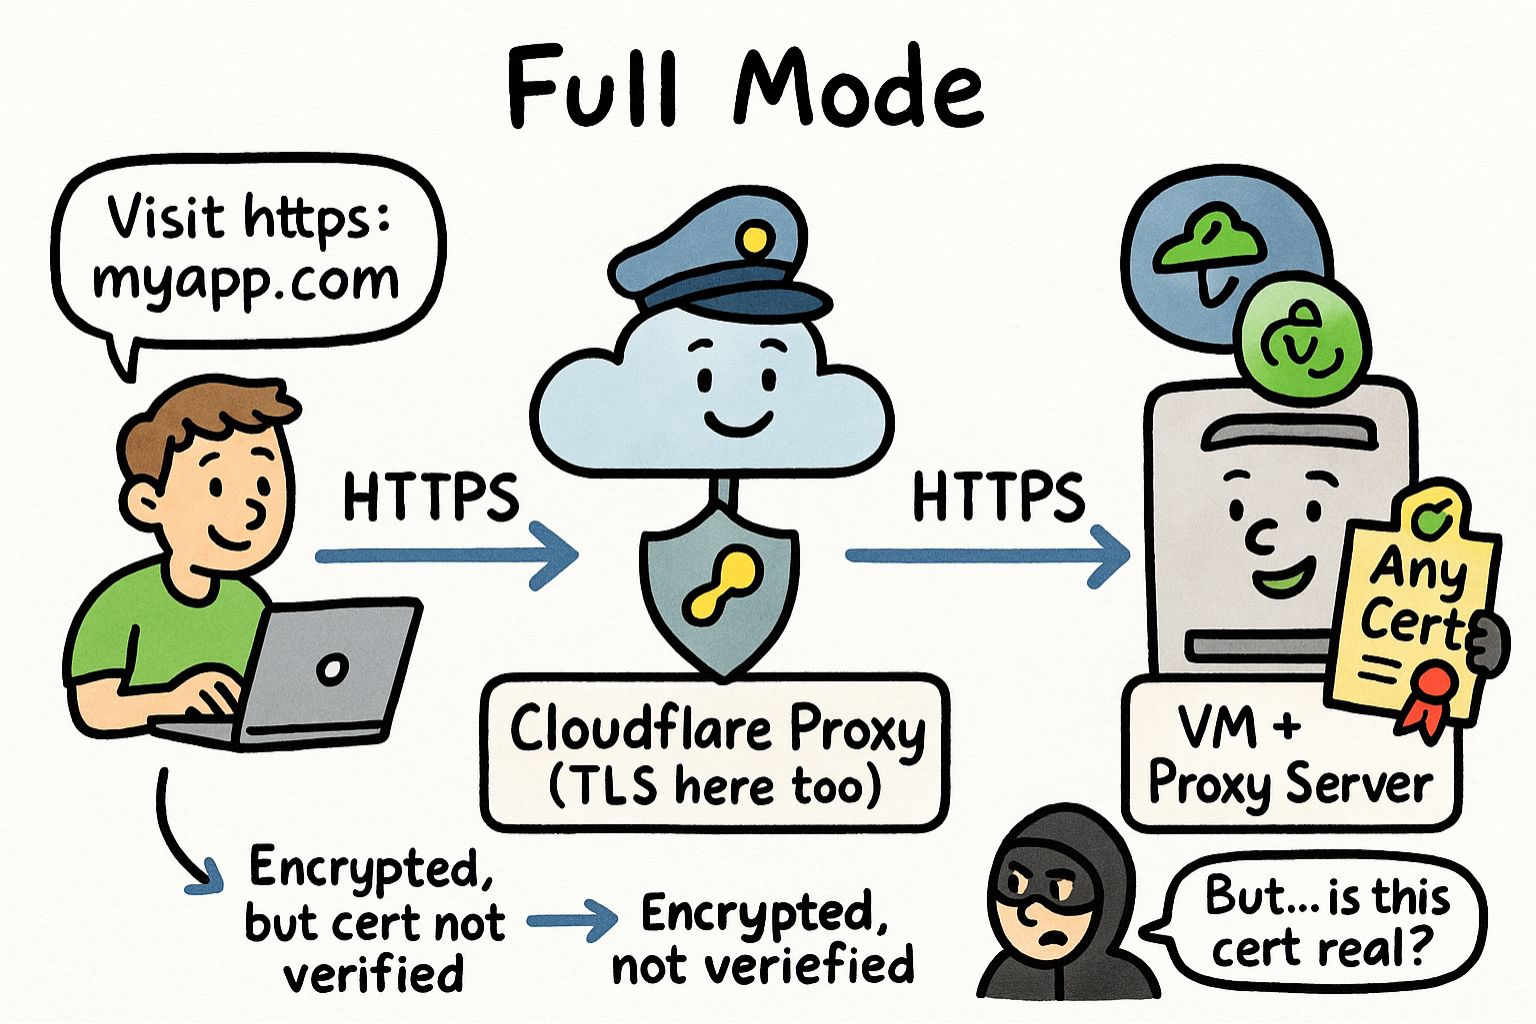 Full Mode
Visit https:
myapp.com
HTTPS
HTTPS
Any
Cert
Cloudflare Proxy
(TLS here too)
VM +
Proxy Server
Encrypted,
but cert not
verified
Encrypted,
not veriefied
But... is this
cert real?